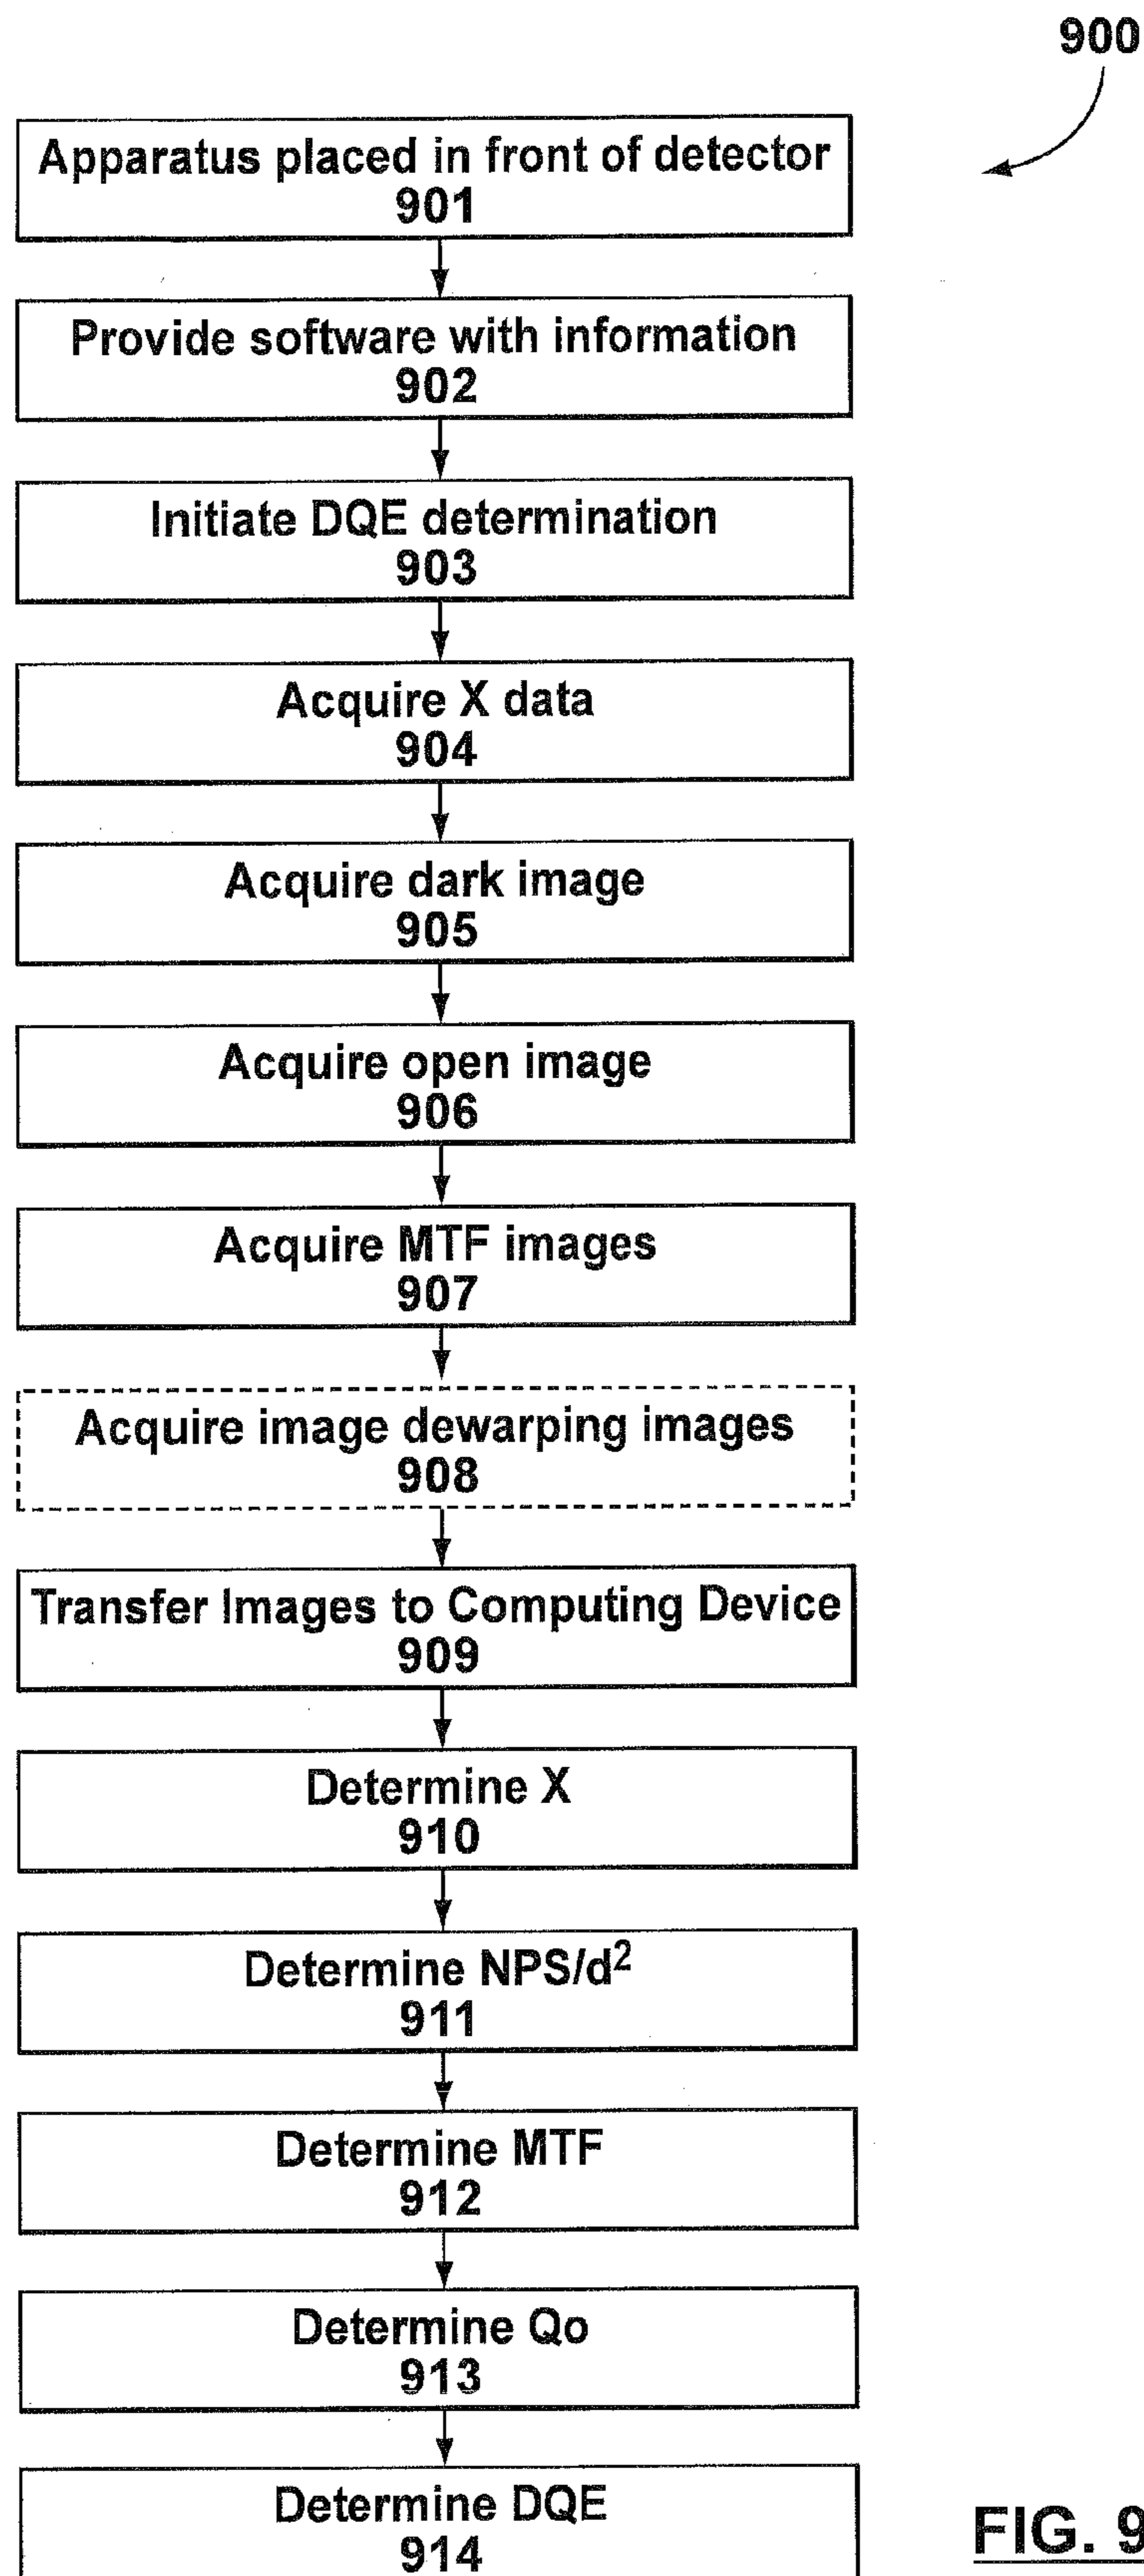 900
Apparatus placed in front of detector
901
Provide software with information
902
Initiate DQE determination
903
Acquire X data
904
Acquire dark image
905
Acquire open image
906
Acquire MTF images
907
Acquire image dewarping images
908
Transfer Images to Computing Device
909
Determine X
910
Determine NPS/d²
911
Determine MTF
912
Determine Qo
913
Determine DQE
914
FIG. 9